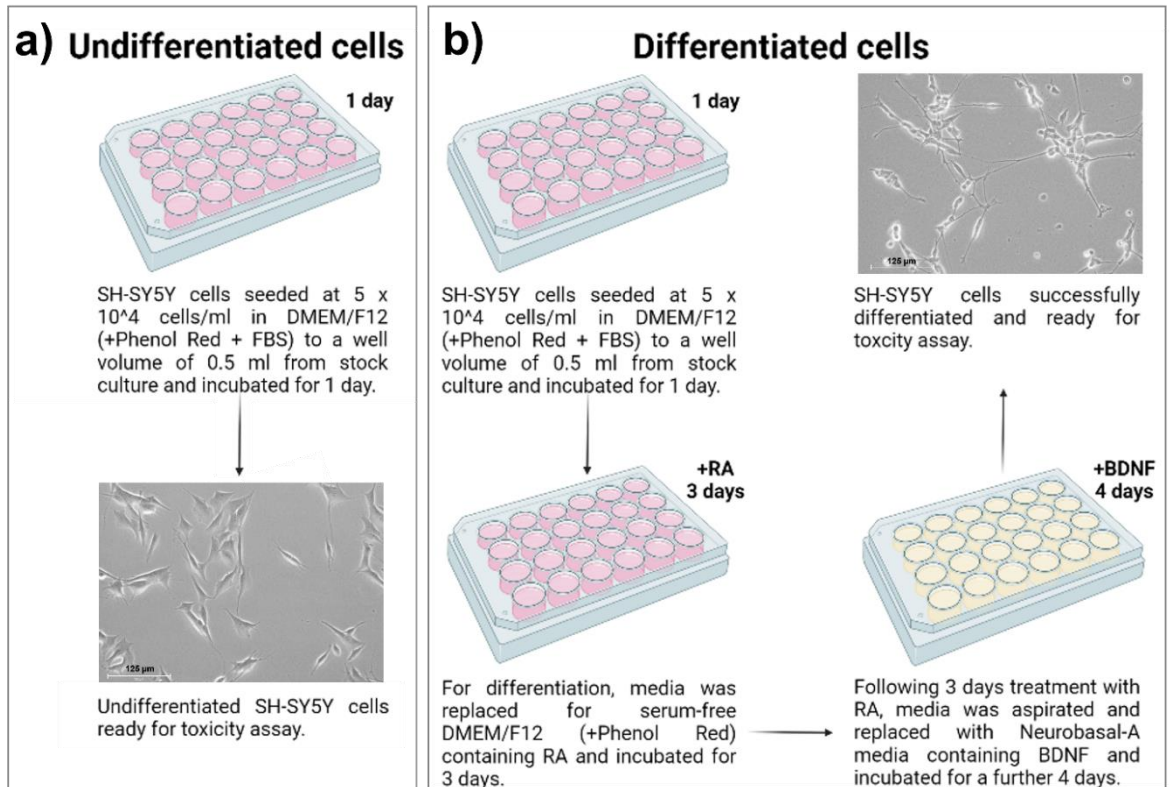 a) Undifferentiated cells
1 day
SH-SY5Y cells seeded at 5 x
10^4 cells/ml in DMEM/F12
(+Phenol Red + FBS) to a well
volume of 0.5 ml from stock
culture and incubated for 1 day.
125 µm
Undifferentiated SH-SY5Y cells
ready for toxicity assay.
b) Differentiated cells
1 day
SH-SY5Y cells seeded at 5 x
10^4 cells/ml in DMEM/F12
(+Phenol Red + FBS) to a well
volume of 0.5 ml from stock
culture and incubated for 1 day.
+RA
3 days
For differentiation, media was
replaced for serum-free
DMEM/F12 (+Phenol Red)
containing RA and incubated for
3 days.
+BDNF
4 days
Following 3 days treatment with
RA, media was aspirated and
replaced with Neurobasal-A
media containing BDNF and
incubated for a further 4 days.
125 µm
SH-SY5Y cells successfully
differentiated and ready for
toxcity assay.